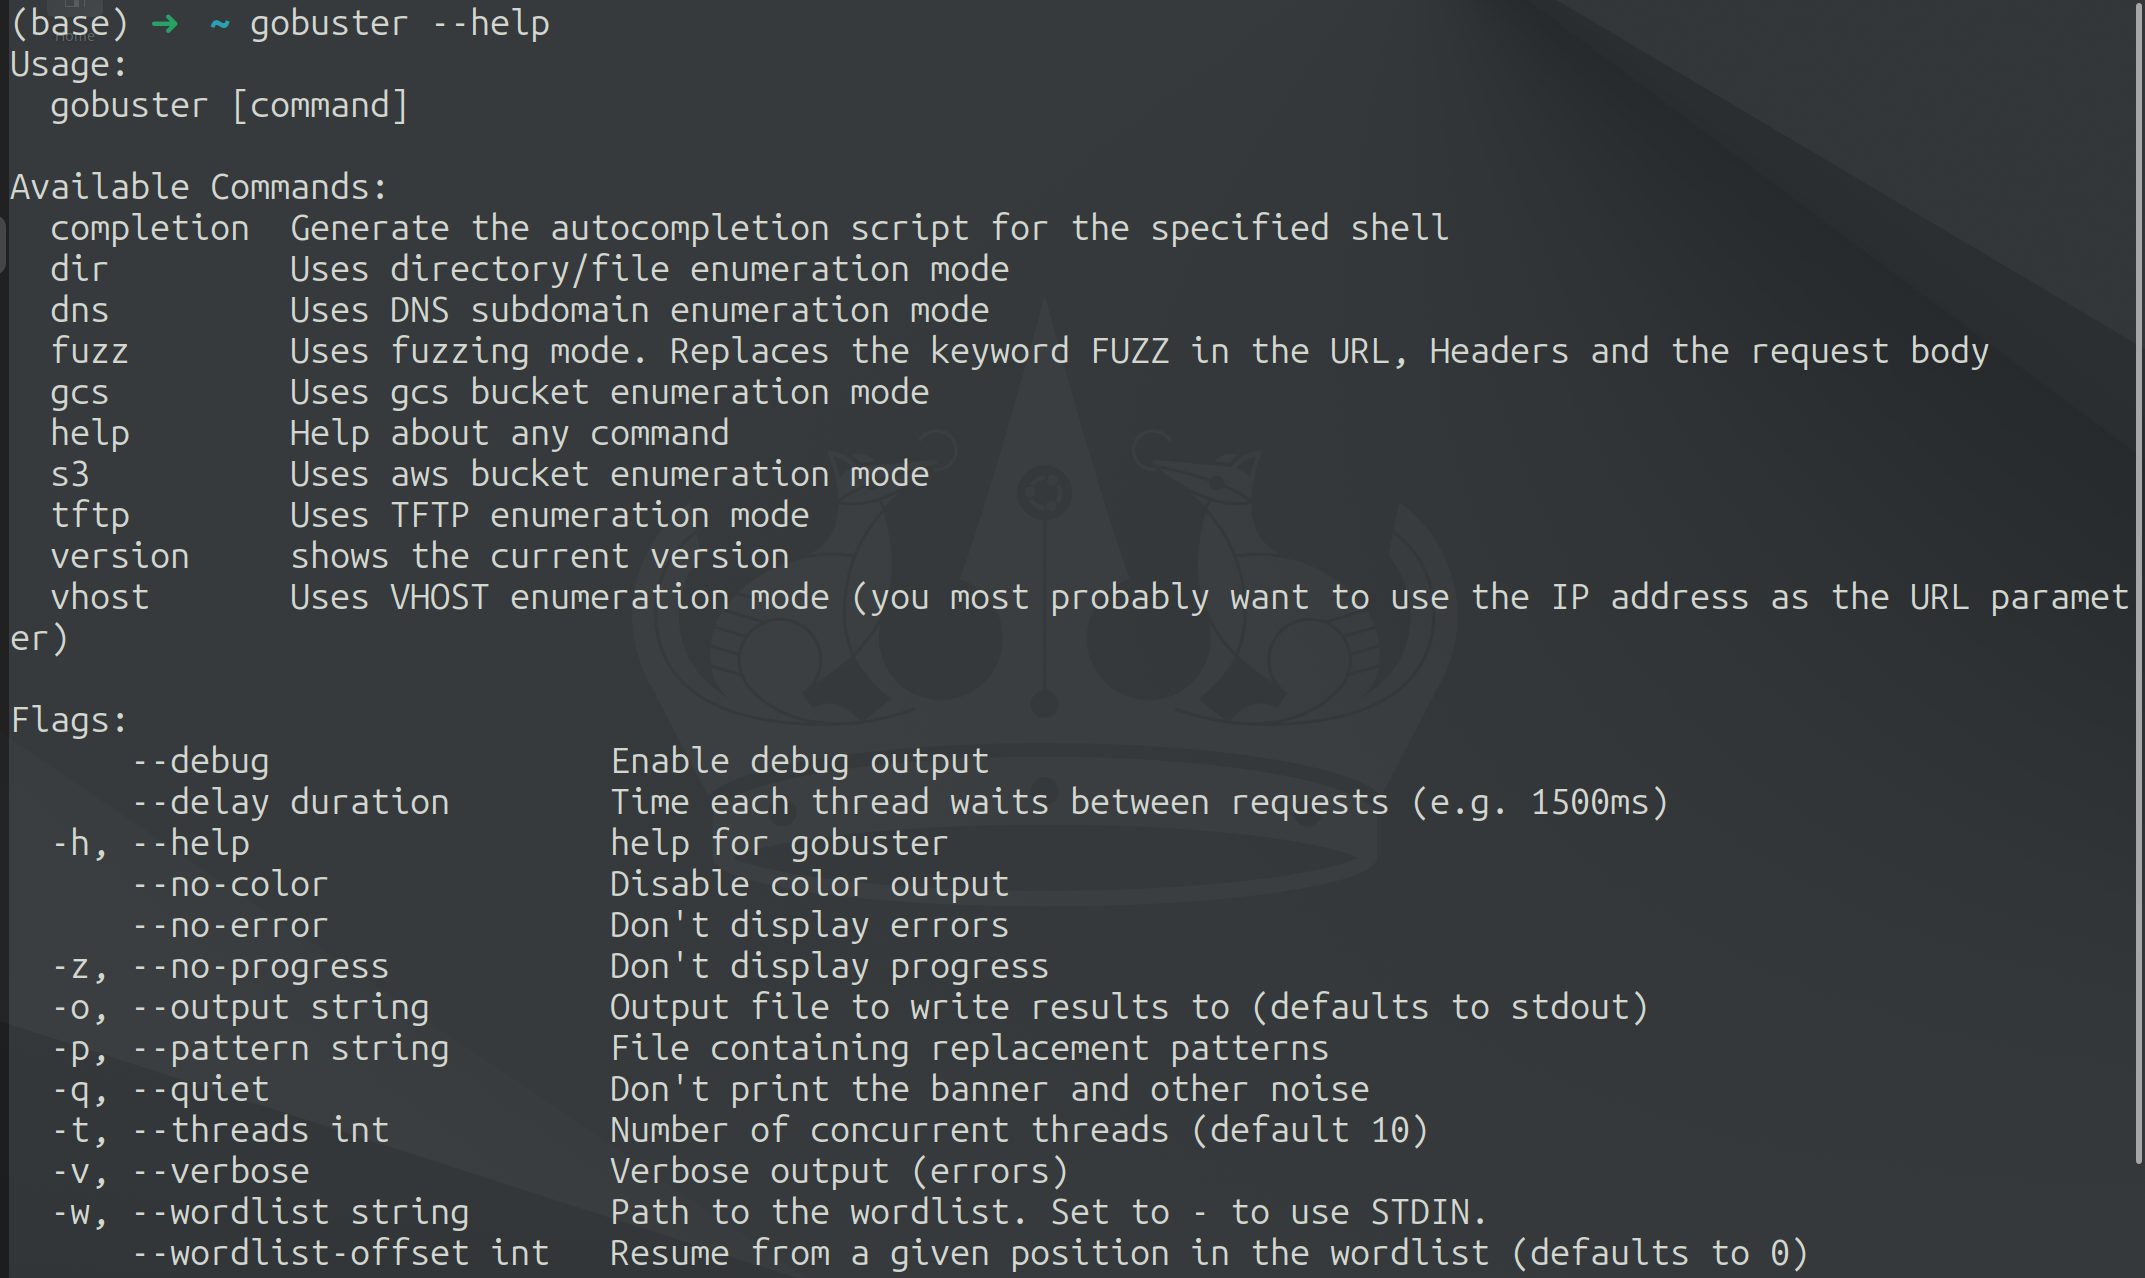 (base) ➜  ~ gobuster --help
Home
Usage:
  gobuster [command]

Available Commands:
  completion  Generate the autocompletion script for the specified shell
  dir         Uses directory/file enumeration mode
  dns         Uses DNS subdomain enumeration mode
  fuzz        Uses fuzzing mode. Replaces the keyword FUZZ in the URL, Headers and the request body
  gcs         Uses gcs bucket enumeration mode
  help        Help about any command
  s3          Uses aws bucket enumeration mode
  tftp        Uses TFTP enumeration mode
  version     shows the current version
  vhost       Uses VHOST enumeration mode (you most probably want to use the IP address as the URL paramet
er)

Flags:
      --debug                 Enable debug output
      --delay duration        Time each thread waits between requests (e.g. 1500ms)
  -h, --help                  help for gobuster
      --no-color              Disable color output
      --no-error              Don't display errors
  -z, --no-progress           Don't display progress
  -o, --output string         Output file to write results to (defaults to stdout)
  -p, --pattern string        File containing replacement patterns
  -q, --quiet                 Don't print the banner and other noise
  -t, --threads int           Number of concurrent threads (default 10)
  -v, --verbose               Verbose output (errors)
  -w, --wordlist string       Path to the wordlist. Set to - to use STDIN.
      --wordlist-offset int   Resume from a given position in the wordlist (defaults to 0)